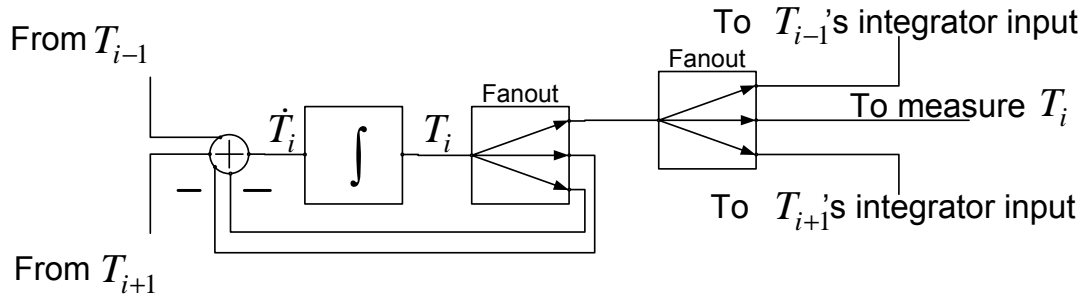 To T_{i−1}'s integrator input
From T_{i−1}
Fanout
Fanout
Ṫ_i
∫
T_i
To measure T_i
− −
To T_{i+1}'s integrator input
From T_{i+1}